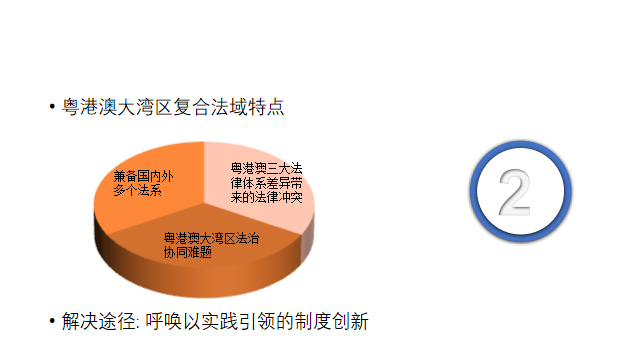 • 粤港澳大湾区复合法域特点
兼备国内外
多个法系
粤港澳三大法
律体系差异带
来的法律冲突
粤港澳大湾区法治
协同难题
2
• 解决途径: 呼唤以实践引领的制度创新